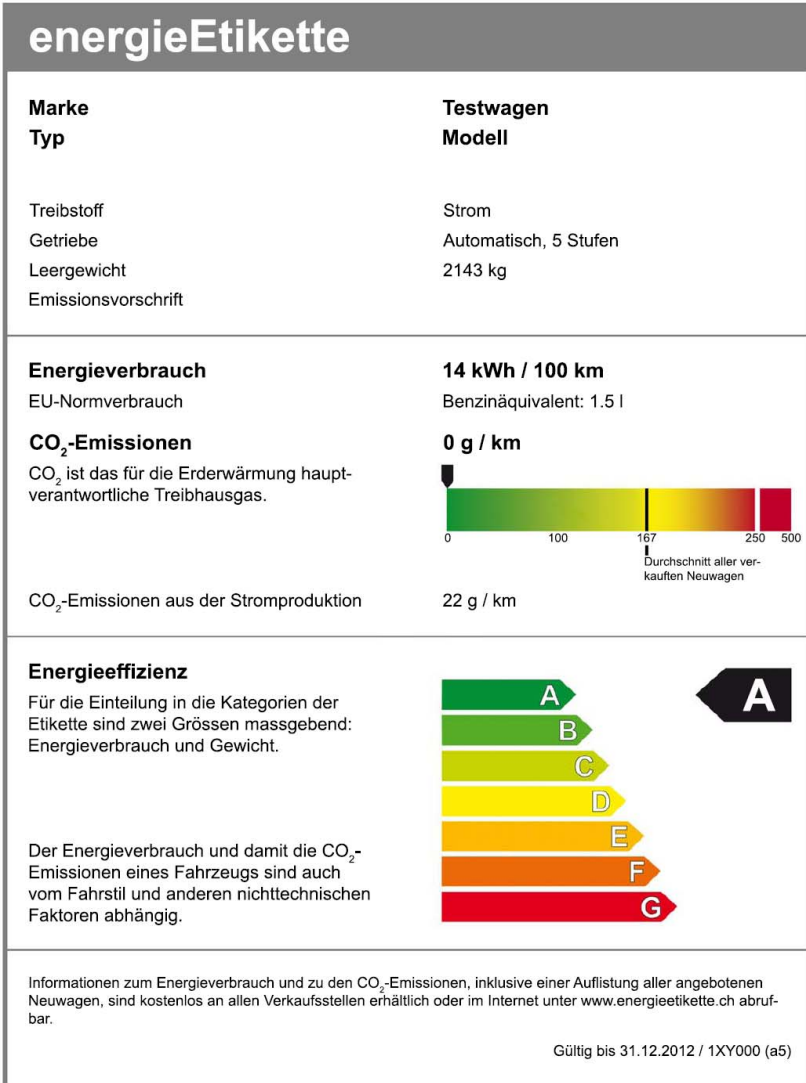 energieEtikette
Marke Testwagen
Typ Modell
Treibstoff Strom
Getriebe Automatisch, 5 Stufen
Leergewicht 2143 kg
Emissionsvorschrift
Energieverbrauch 14 kWh / 100 km
EU-Normverbrauch Benzinäquivalent: 1.5 l
CO₂-Emissionen 0 g / km
CO₂ ist das für die Erderwärmung haupt-
verantwortliche Treibhausgas.
0 100 167 250 500
Durchschnitt aller ver-
kauften Neuwagen
CO₂-Emissionen aus der Stromproduktion 22 g / km
Energieeffizienz
Für die Einteilung in die Kategorien der
Etikette sind zwei Grössen massgebend:
Energieverbrauch und Gewicht.
Der Energieverbrauch und damit die CO₂-
Emissionen eines Fahrzeugs sind auch
vom Fahrstil und anderen nichttechnischen
Faktoren abhängig.
A A
B
C
D
E
F
G
Informationen zum Energieverbrauch und zu den CO₂-Emissionen, inklusive einer Auflistung aller angebotenen
Neuwagen, sind kostenlos an allen Verkaufsstellen erhältlich oder im Internet unter www.energieetikette.ch abruf-
bar.
Gültig bis 31.12.2012 / 1XY000 (a5)